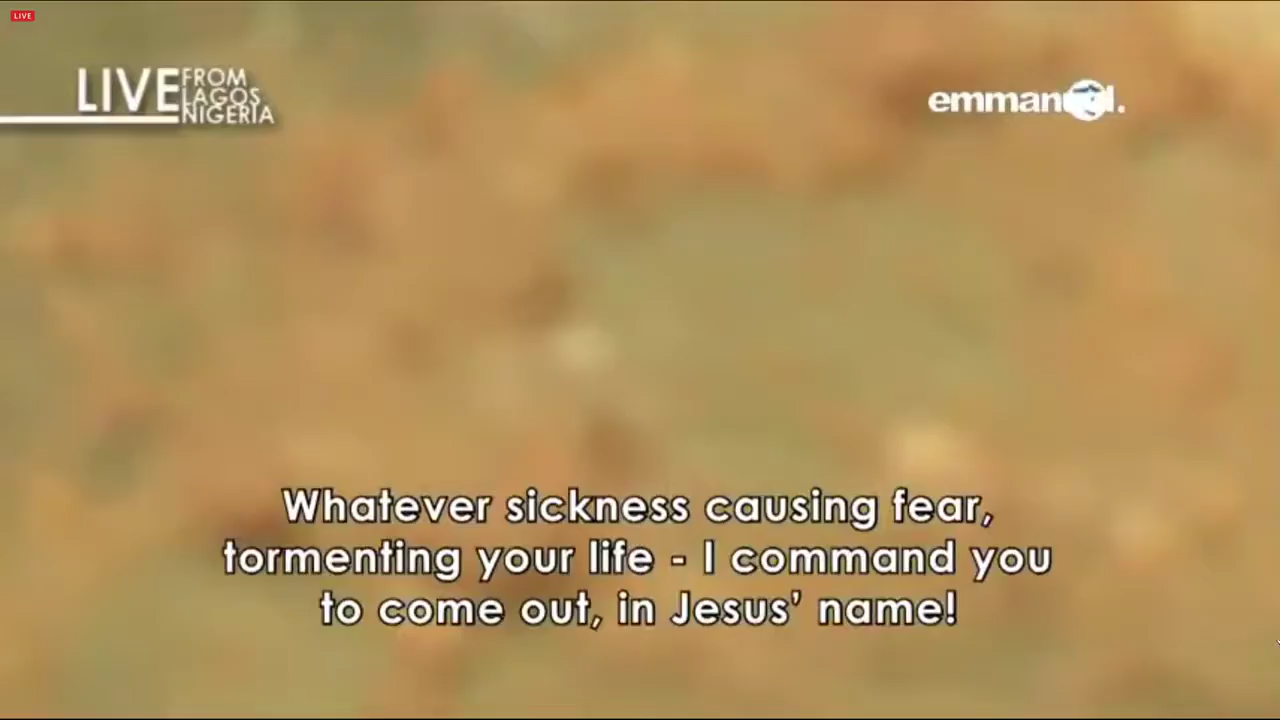 LIVE
LIVE FROM
LAGOS
NIGERIA
emmanuel.
Whatever sickness causing fear,
tormenting your life - I command you
to come out, in Jesus’ name!